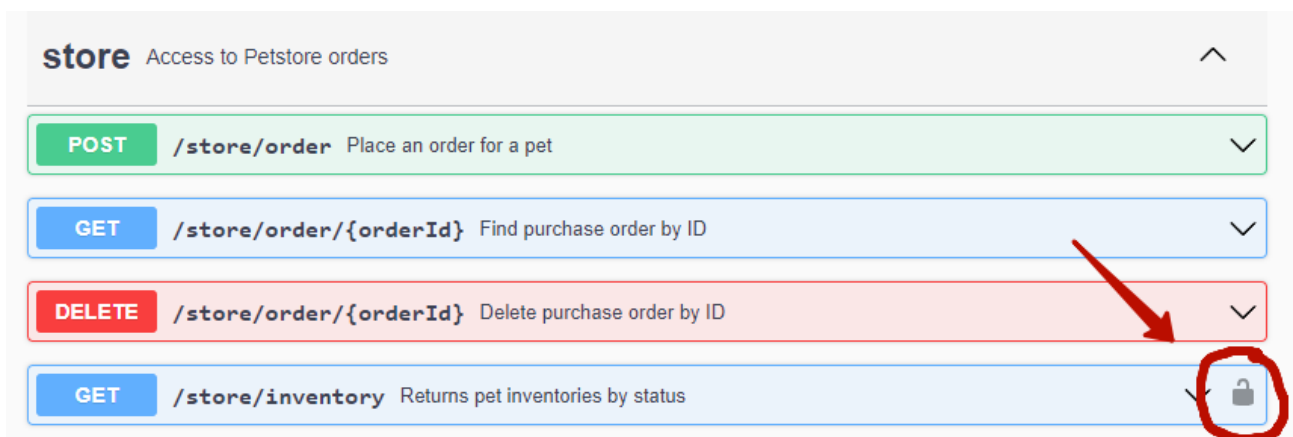 store Access to Petstore orders
POST /store/order Place an order for a pet
GET /store/order/{orderId} Find purchase order by ID
DELETE /store/order/{orderId} Delete purchase order by ID
GET /store/inventory Returns pet inventories by status